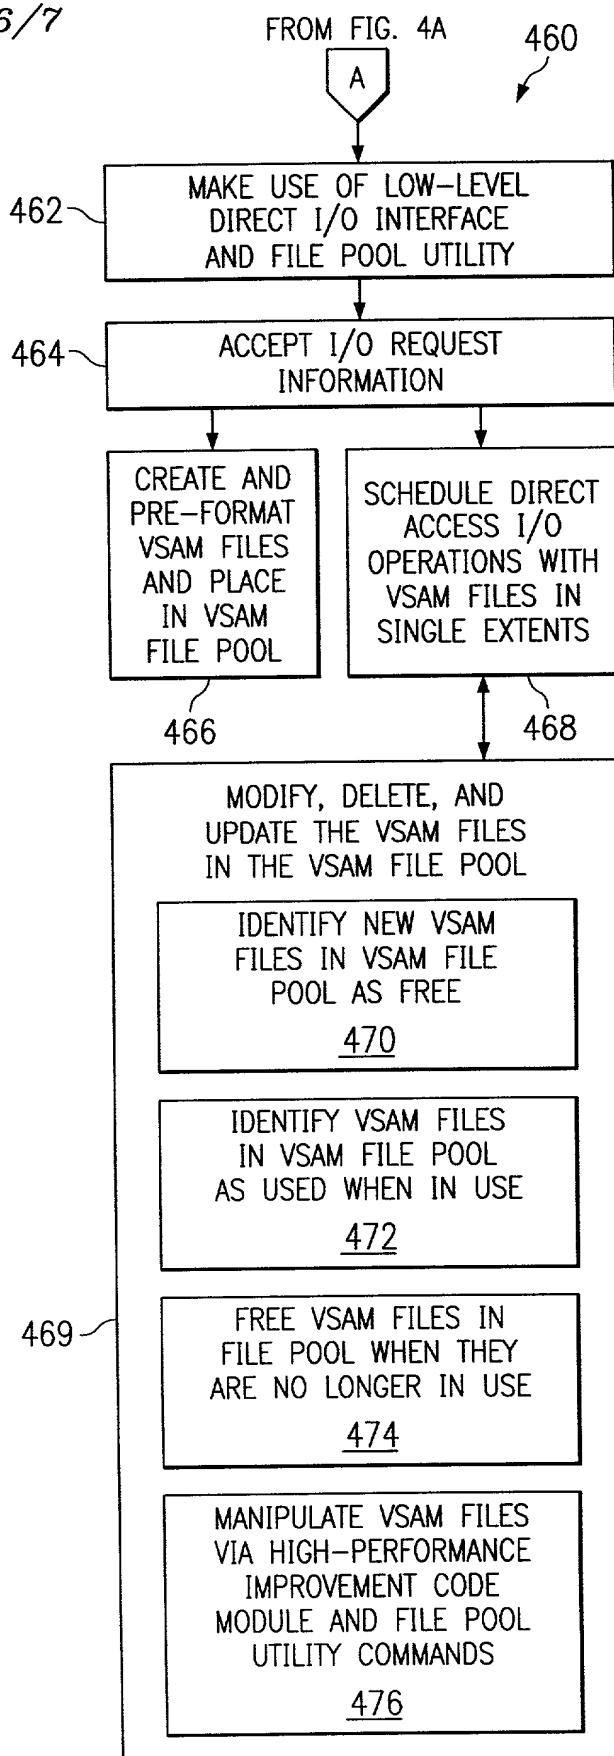 6/7
FROM FIG. 4A
A
460
462
MAKE USE OF LOW-LEVEL
DIRECT I/O INTERFACE
AND FILE POOL UTILITY
464
ACCEPT I/O REQUEST
INFORMATION
CREATE AND
PRE-FORMAT
VSAM FILES
AND PLACE
IN VSAM
FILE POOL
466
SCHEDULE DIRECT
ACCESS I/O
OPERATIONS WITH
VSAM FILES IN
SINGLE EXTENTS
468
MODIFY, DELETE, AND
UPDATE THE VSAM FILES
IN THE VSAM FILE POOL
IDENTIFY NEW VSAM
FILES IN VSAM FILE
POOL AS FREE
470
IDENTIFY VSAM FILES
IN VSAM FILE POOL
AS USED WHEN IN USE
472
469
FREE VSAM FILES IN
FILE POOL WHEN THEY
ARE NO LONGER IN USE
474
MANIPULATE VSAM FILES
VIA HIGH-PERFORMANCE
IMPROVEMENT CODE
MODULE AND FILE POOL
UTILITY COMMANDS
476